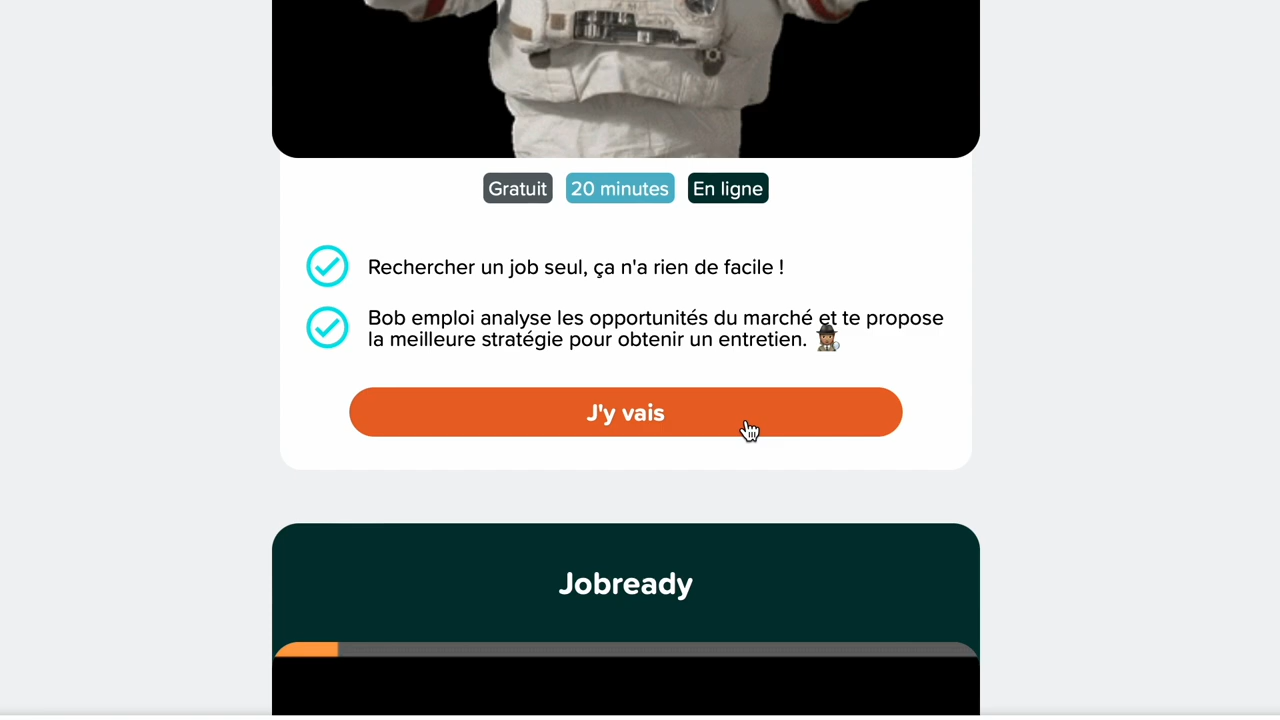 Gratuit 20 minutes En ligne
Rechercher un job seul, ça n'a rien de facile !
Bob emploi analyse les opportunités du marché et te propose
la meilleure stratégie pour obtenir un entretien.
J'y vais
Jobready